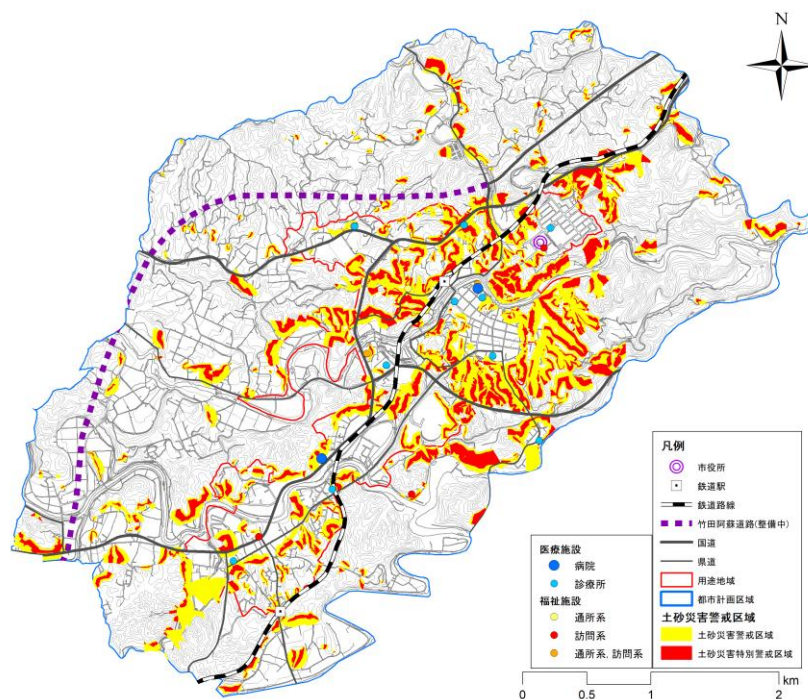 N
凡例
市役所
鉄道駅
鉄道路線
竹田阿蘇道路(整備中)
国道
県道
用途地域
都市計画区域
土砂災害警戒区域
土砂災害警戒区域
土砂災害特別警戒区域
医療施設
病院
診療所
福祉施設
通所系
訪問系
通所系、訪問系
km
0 0.5 1 2